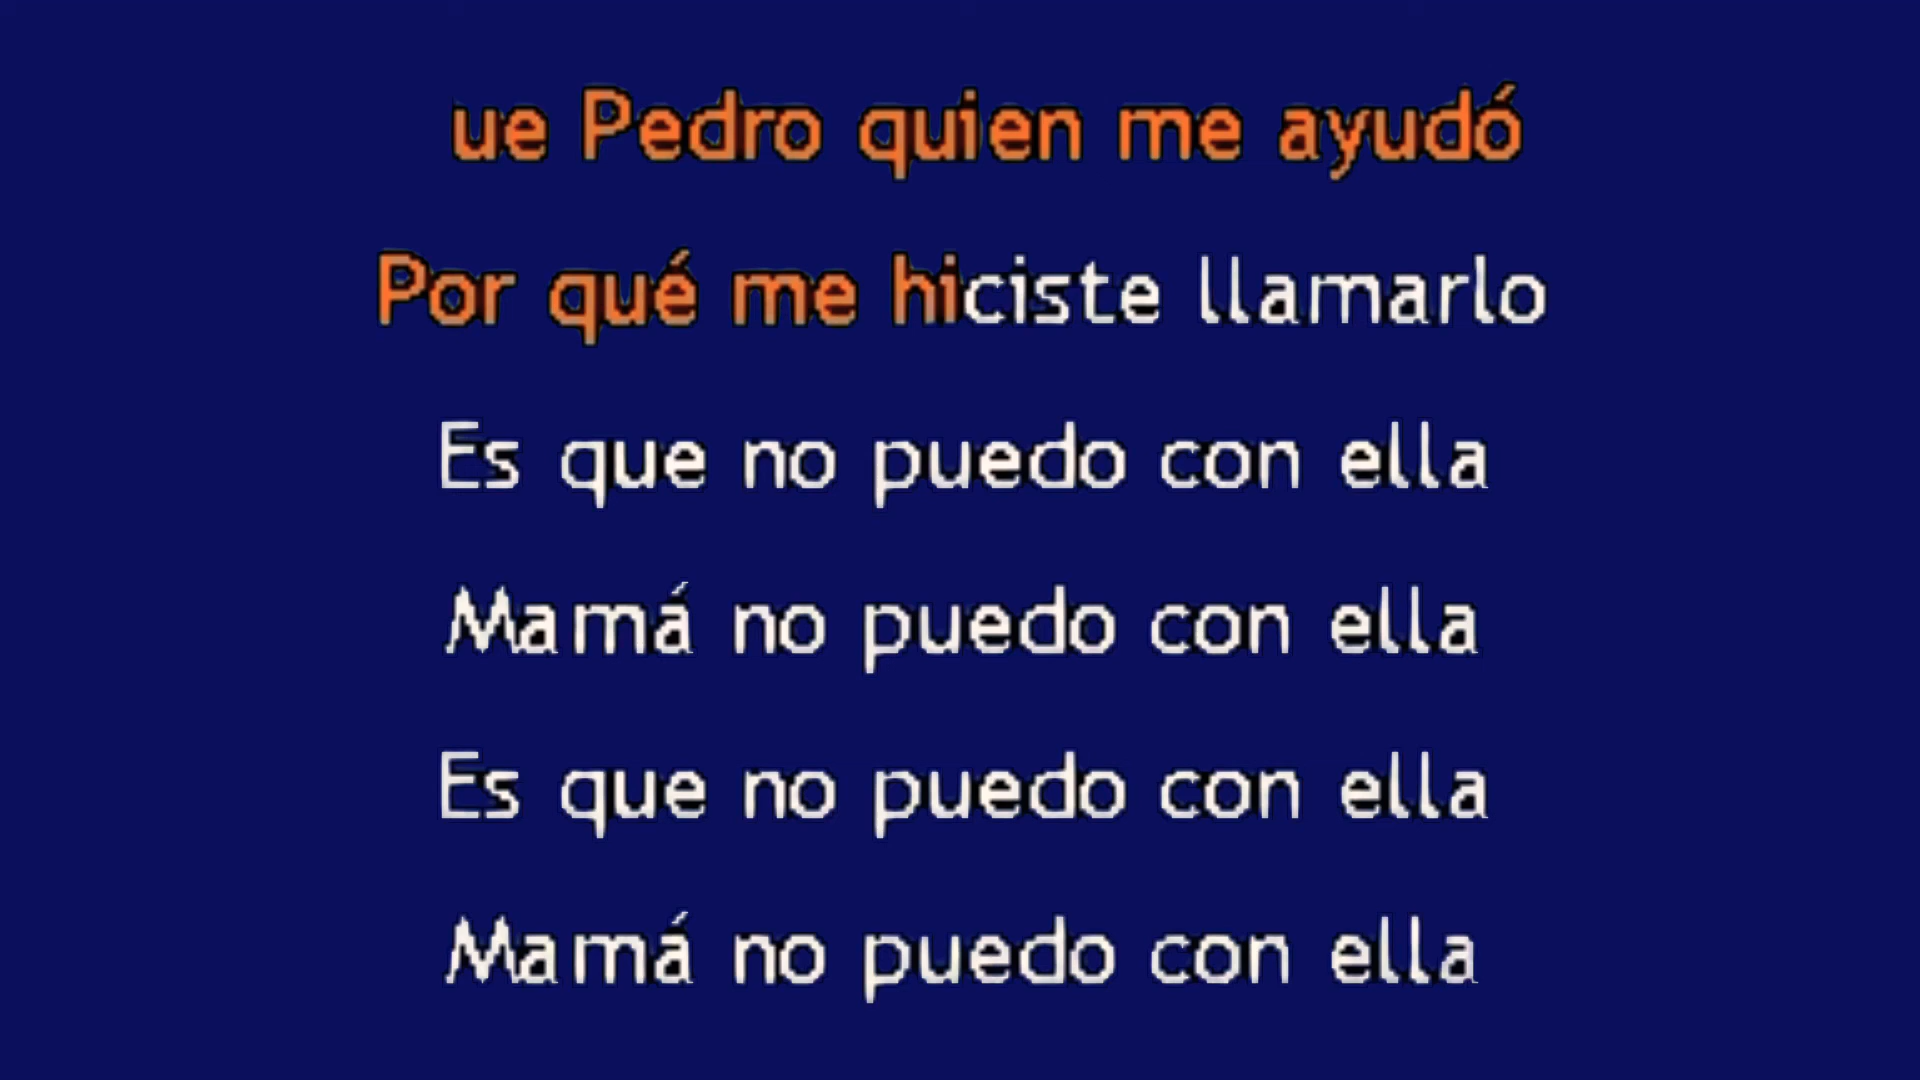 ue Pedro quien me ayudó
Por qué me hiciste llamarlo
Es que no puedo con ella
Mamá no puedo con ella
Es que no puedo con ella
Mamá no puedo con ella